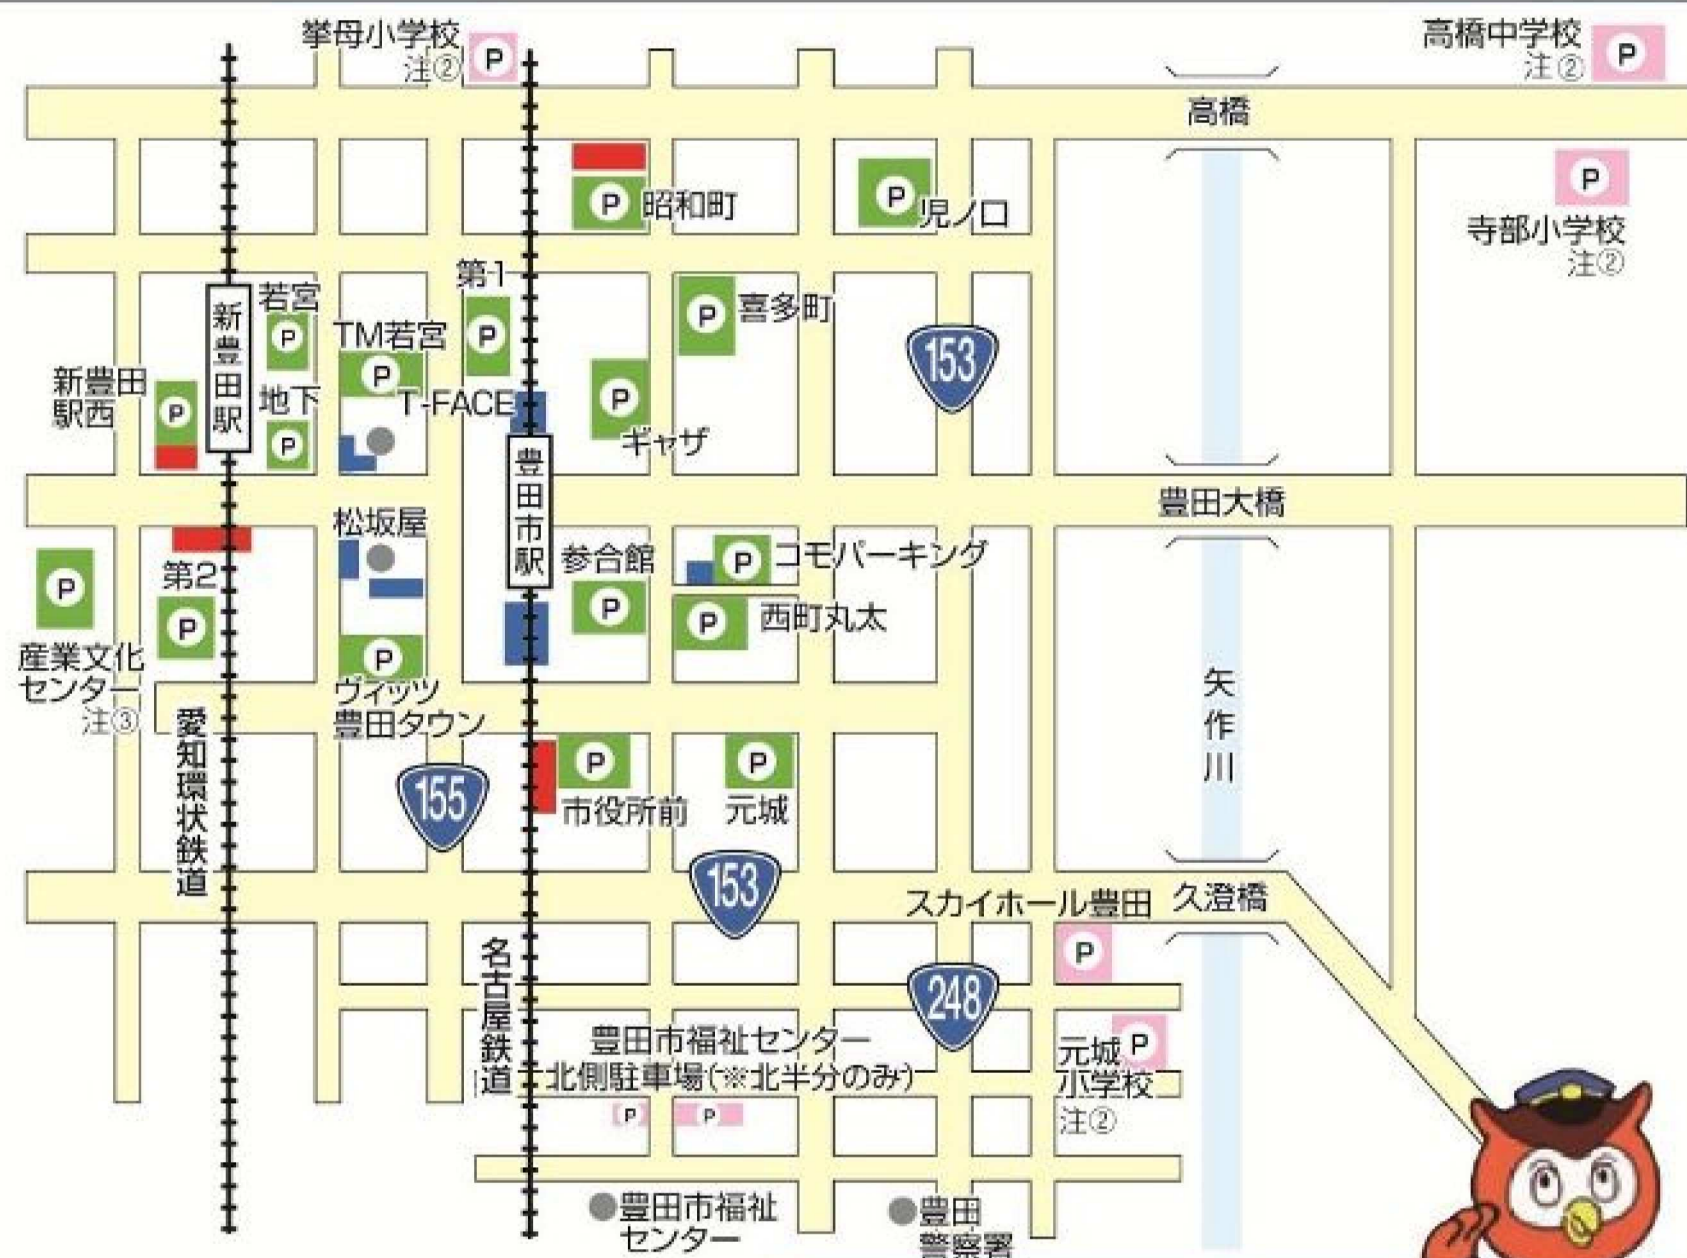 挙母小学校
注②
P
高橋中学校
注②
P
高橋
P
昭和町
P
児ノ口
P
寺部小学校
注②
第1
P
若宮
P
新豊田駅
TM若宮
P
喜多町
P
153
新豊田
駅西
P
地下
P
T-FACE
P
ギャザ
豊田市駅
豊田大橋
松坂屋
参合館
P
P
コモパーキング
P
西町丸太
P
産業文化
センター
注③
第2
P
P
ヴィッツ
豊田タウン
矢作川
愛知環状鉄道
155
P
市役所前
P
元城
153
スカイホール豊田
P
久澄橋
248
名古屋鉄道
豊田市福祉センター
北側駐車場(※北半分のみ)
P
P
元城
小学校
注②
P
豊田市福祉
センター
豊田
警察署